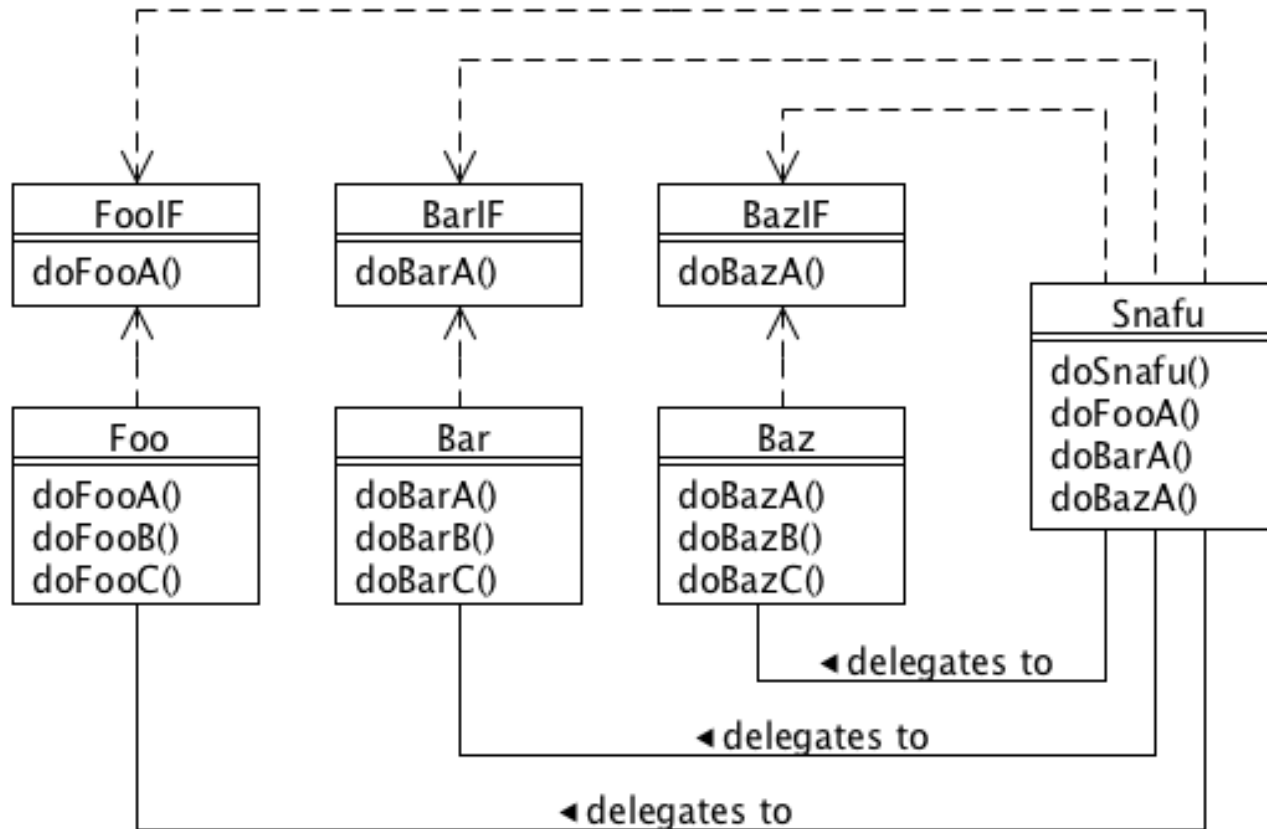 FooIF
doFooA()
BarIF
doBarA()
BazIF
doBazA()
Snafu
doSnafu()
doFooA()
doBarA()
doBazA()
Foo
doFooA()
doFooB()
doFooC()
Bar
doBarA()
doBarB()
doBarC()
Baz
doBazA()
doBazB()
doBazC()
◄ delegates to
◄ delegates to
◄ delegates to